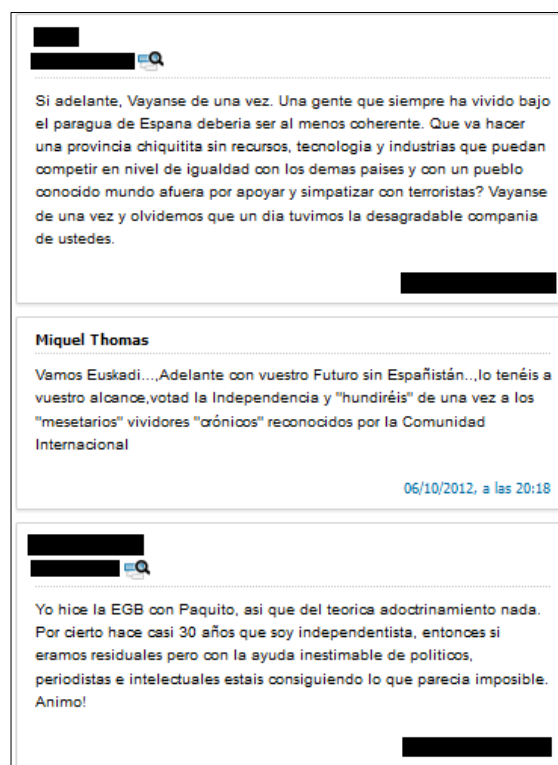 Si adelante, Vayanse de una vez. Una gente que siempre ha vivido bajo
el paragua de Espana deberia ser al menos coherente. Que va hacer
una provincia chiquitita sin recursos, tecnologia y industrias que puedan
competir en nivel de igualdad con los demas paises y con un pueblo
conocido mundo afuera por apoyar y simpatizar con terroristas? Vayanse
de una vez y olvidemos que un dia tuvimos la desagradable compania
de ustedes.
Miquel Thomas
Vamos Euskadi...,Adelante con vuestro Futuro sin Españistán..,lo tenéis a
vuestro alcance,votad la Independencia y "hundiréis" de una vez a los
"mesetarios" vividores "crónicos" reconocidos por la Comunidad
Internacional
06/10/2012, a las 20:18
Yo hice la EGB con Paquito, asi que del teorica adoctrinamiento nada.
Por cierto hace casi 30 años que soy independentista, entonces si
eramos residuales pero con la ayuda inestimable de politicos,
periodistas e intelectuales estais consiguiendo lo que parecia imposible.
Animo!